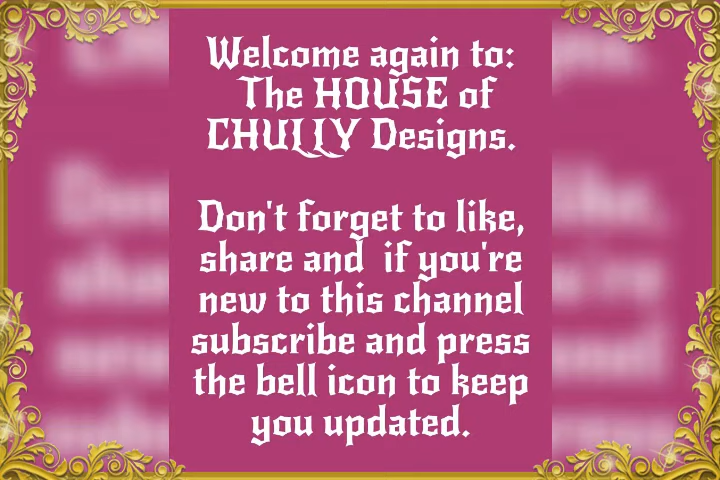 Welcome again to:
The HOUSE of
CHULLY Designs.
Don't forget to like,
share and if you're
new to this channel
subscribe and press
the bell icon to keep
you updated.